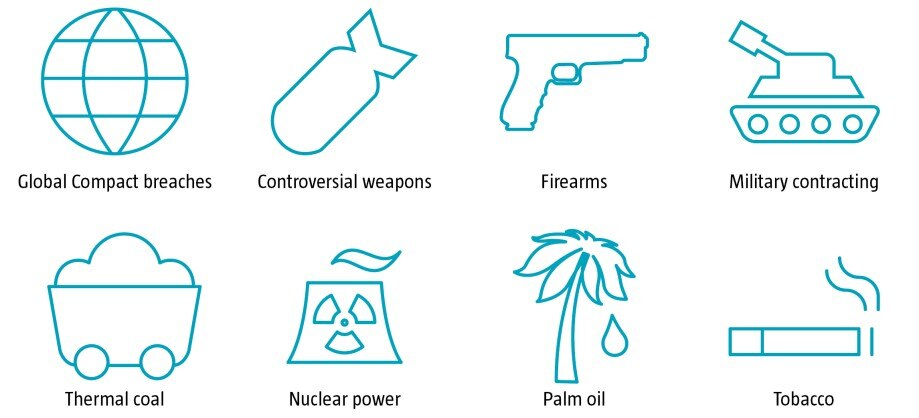 Global Compact breaches
Controversial weapons
Firearms
Military contracting
Thermal coal
Nuclear power
Palm oil
Tobacco